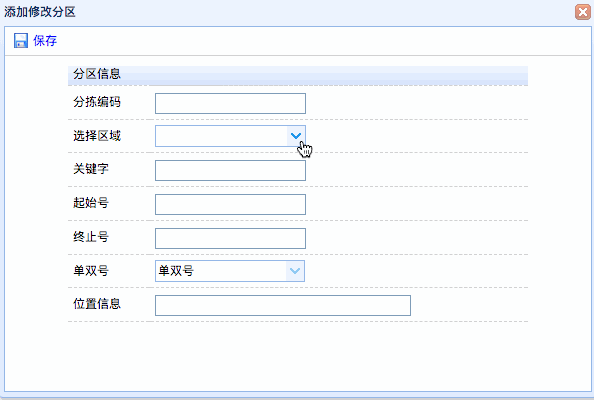 添加修改分区
保存
分区信息
分拣编码
选择区域
关键字
起始号
终止号
单双号 单双号
位置信息